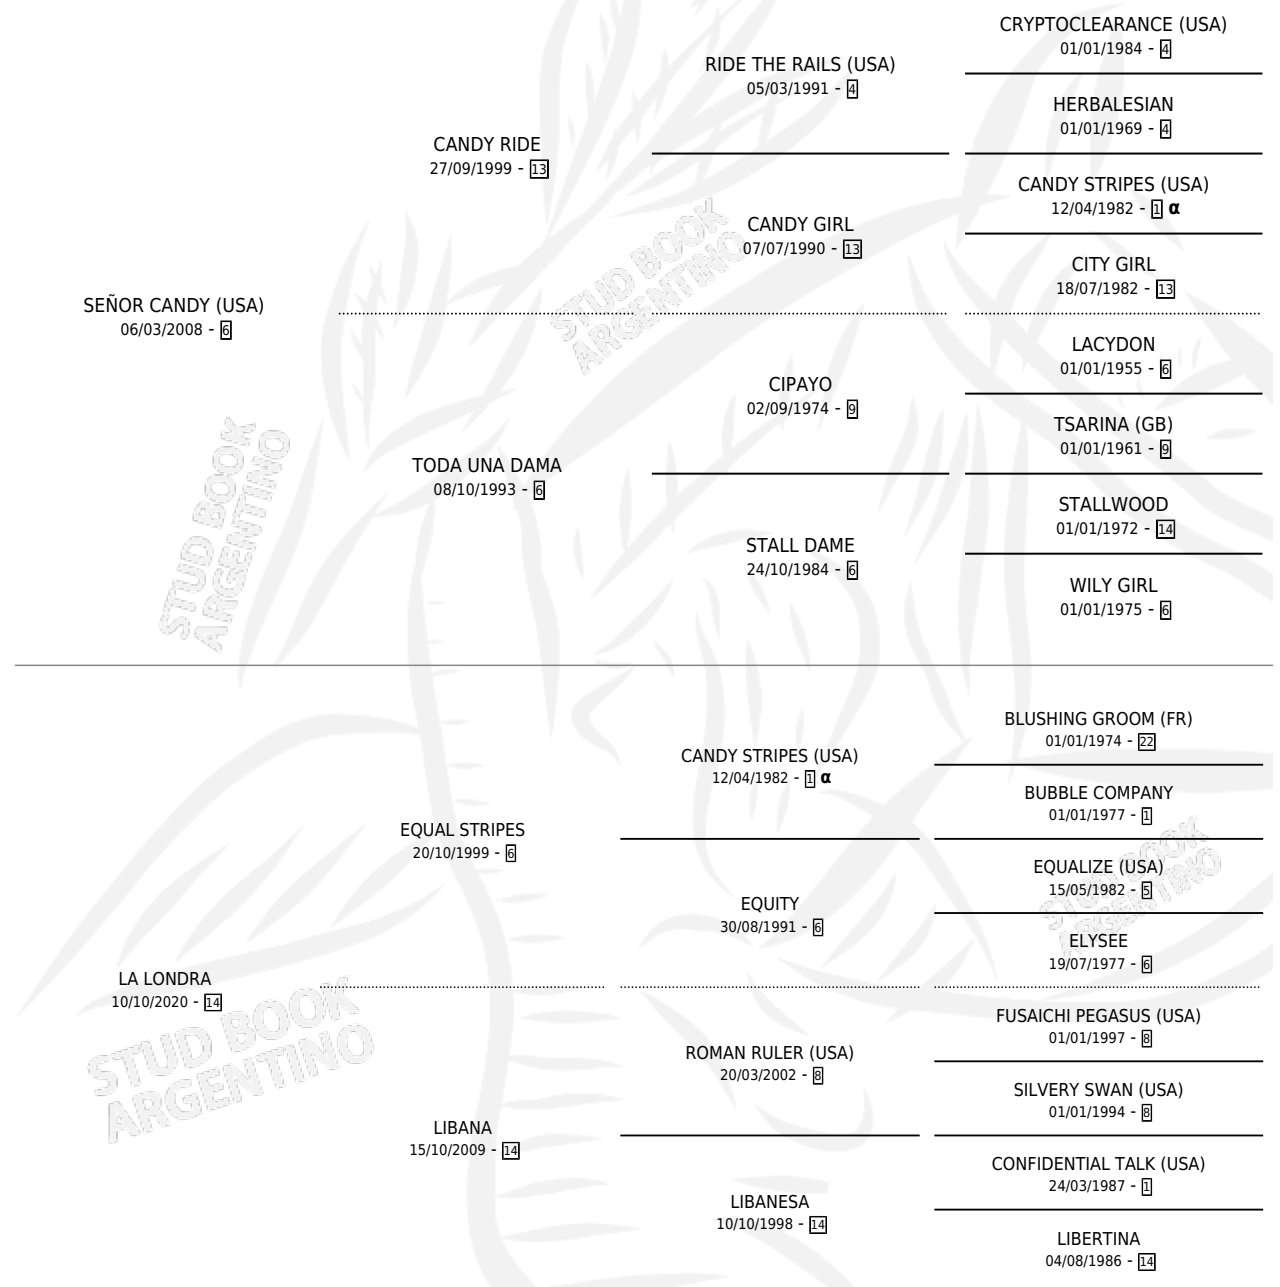 CRYPTOCLEARANCE (USA)
01/01/1984 - 4
RIDE THE RAILS (USA)
05/03/1991 - 4
HERBALESIAN
01/01/1969 - 4
CANDY RIDE
27/09/1999 - 13
CANDY STRIPES (USA)
12/04/1982 - 1 α
CANDY GIRL
07/07/1990 - 13
CITY GIRL
18/07/1982 - 13
SEÑOR CANDY (USA)
06/03/2008 - 6
LACYDON
01/01/1955 - 6
CIPAYO
02/09/1974 - 9
TSARINA (GB)
01/01/1961 - 9
TODA UNA DAMA
08/10/1993 - 6
STALLWOOD
01/01/1972 - 14
STALL DAME
24/10/1984 - 6
WILY GIRL
01/01/1975 - 6
STUD BOOK
ARGENTINO
STUD BOOK
ARGENTINO
BLUSHING GROOM (FR)
01/01/1974 - 22
CANDY STRIPES (USA)
12/04/1982 - 1 α
BUBBLE COMPANY
01/01/1977 - 1
EQUAL STRIPES
20/10/1999 - 6
EQUALIZE (USA)
15/05/1982 - 5
EQUITY
30/08/1991 - 6
ELYSEE
19/07/1977 - 6
LA LONDRA
10/10/2020 - 14
FUSAICHI PEGASUS (USA)
01/01/1997 - 8
ROMAN RULER (USA)
20/03/2002 - 8
SILVERY SWAN (USA)
01/01/1994 - 8
LIBANA
15/10/2009 - 14
CONFIDENTIAL TALK (USA)
24/03/1987 - 1
LIBANESA
10/10/1998 - 14
LIBERTINA
04/08/1986 - 14
STUD BOOK
ARGENTINO
STUD BOOK
ARGENTINO